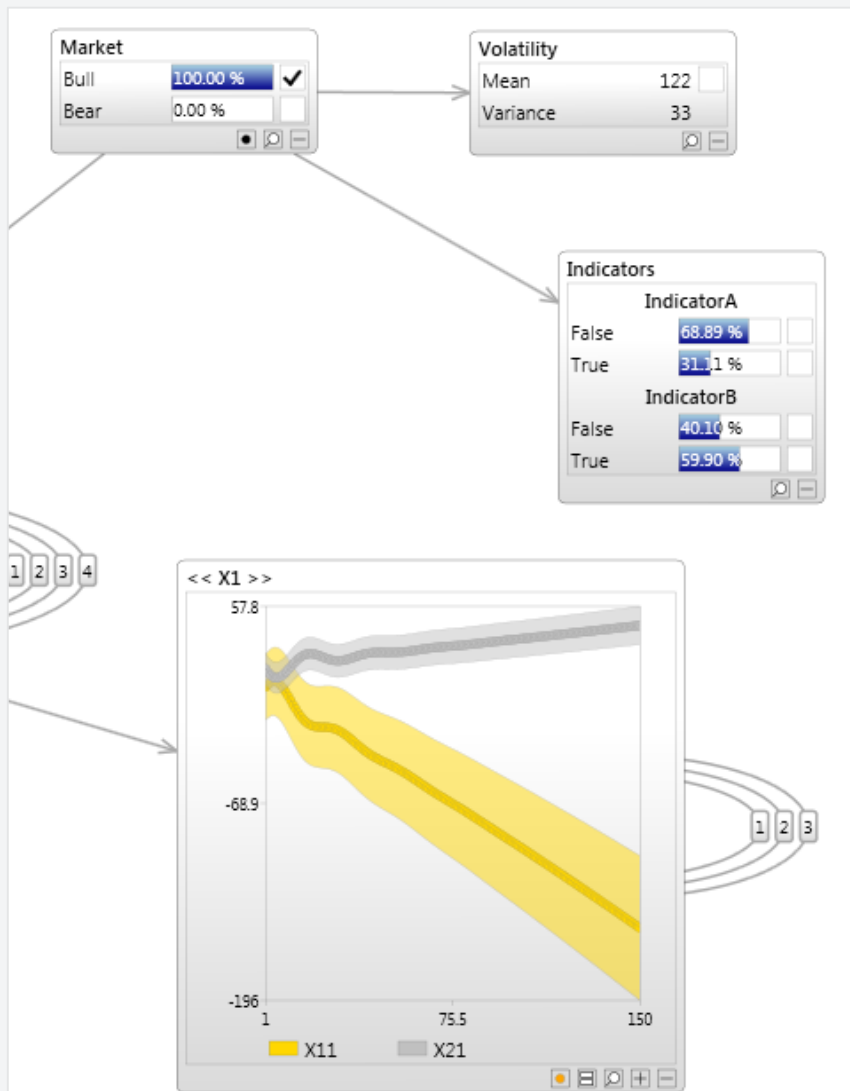 Market
Bull 100.00 %
Bear 0.00 %
Volatility
Mean 122
Variance 33
Indicators
IndicatorA
False 68.89 %
True 31.11 %
IndicatorB
False 40.10 %
True 59.90 %
1 2 3 4
<< X1 >>
57.8
-68.9
-196
1 75.5 150
X11 X21
1 2 3